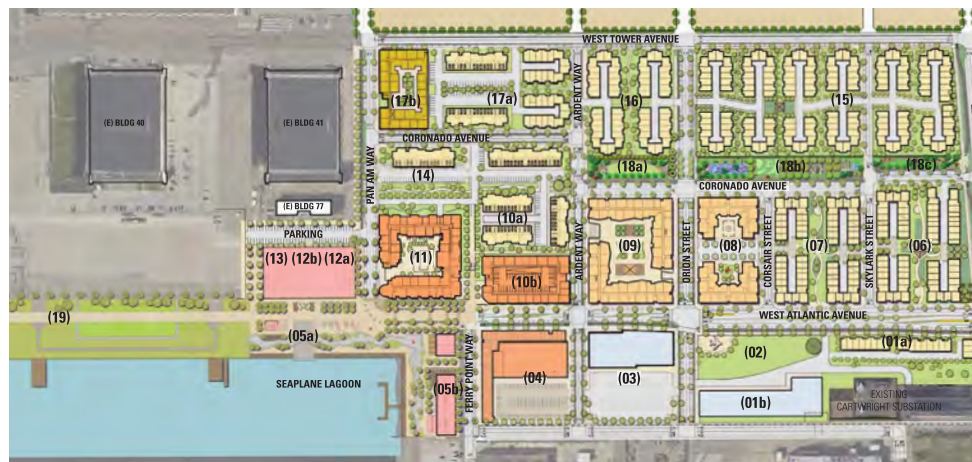 WEST TOWER AVENUE
(17b)
(17a)
ARDENT WAY
(16)
(15)
(E) BLDG 40
(E) BLDG 41
CORONADO AVENUE
PAN AM WAY
(14)
(18a)
(18b)
(18c)
CORONADO AVENUE
(E) BLDG 77
PARKING
(10a)
(13) (12b) (12a)
(11)
(10b)
ARDENT WAY
(09)
ORION STREET
(08)
CORSAIR STREET
(07)
SKYLARK STREET
(06)
(19)
WEST ATLANTIC AVENUE
(05a)
(05b)
FERRY POINT WAY
(04)
(03)
(02)
(01a)
SEAPLANE LAGOON
(01b)
EXISTING
CARTWRIGHT SUBSTATION